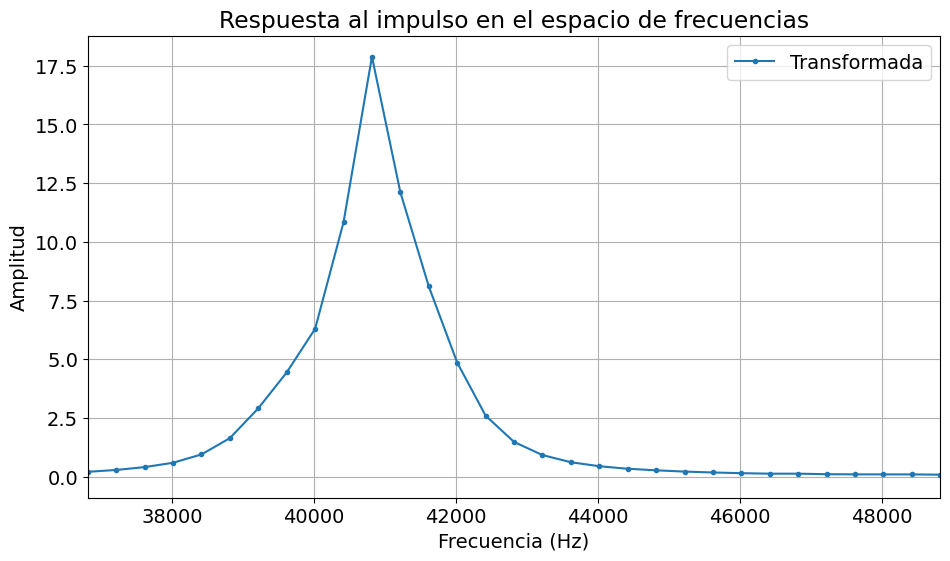 Respuesta al impulso en el espacio de frecuencias
Transformada
17.5
15.0
12.5
10.0
7.5
5.0
2.5
0.0
Amplitud
38000 40000 42000 44000 46000 48000
Frecuencia (Hz)